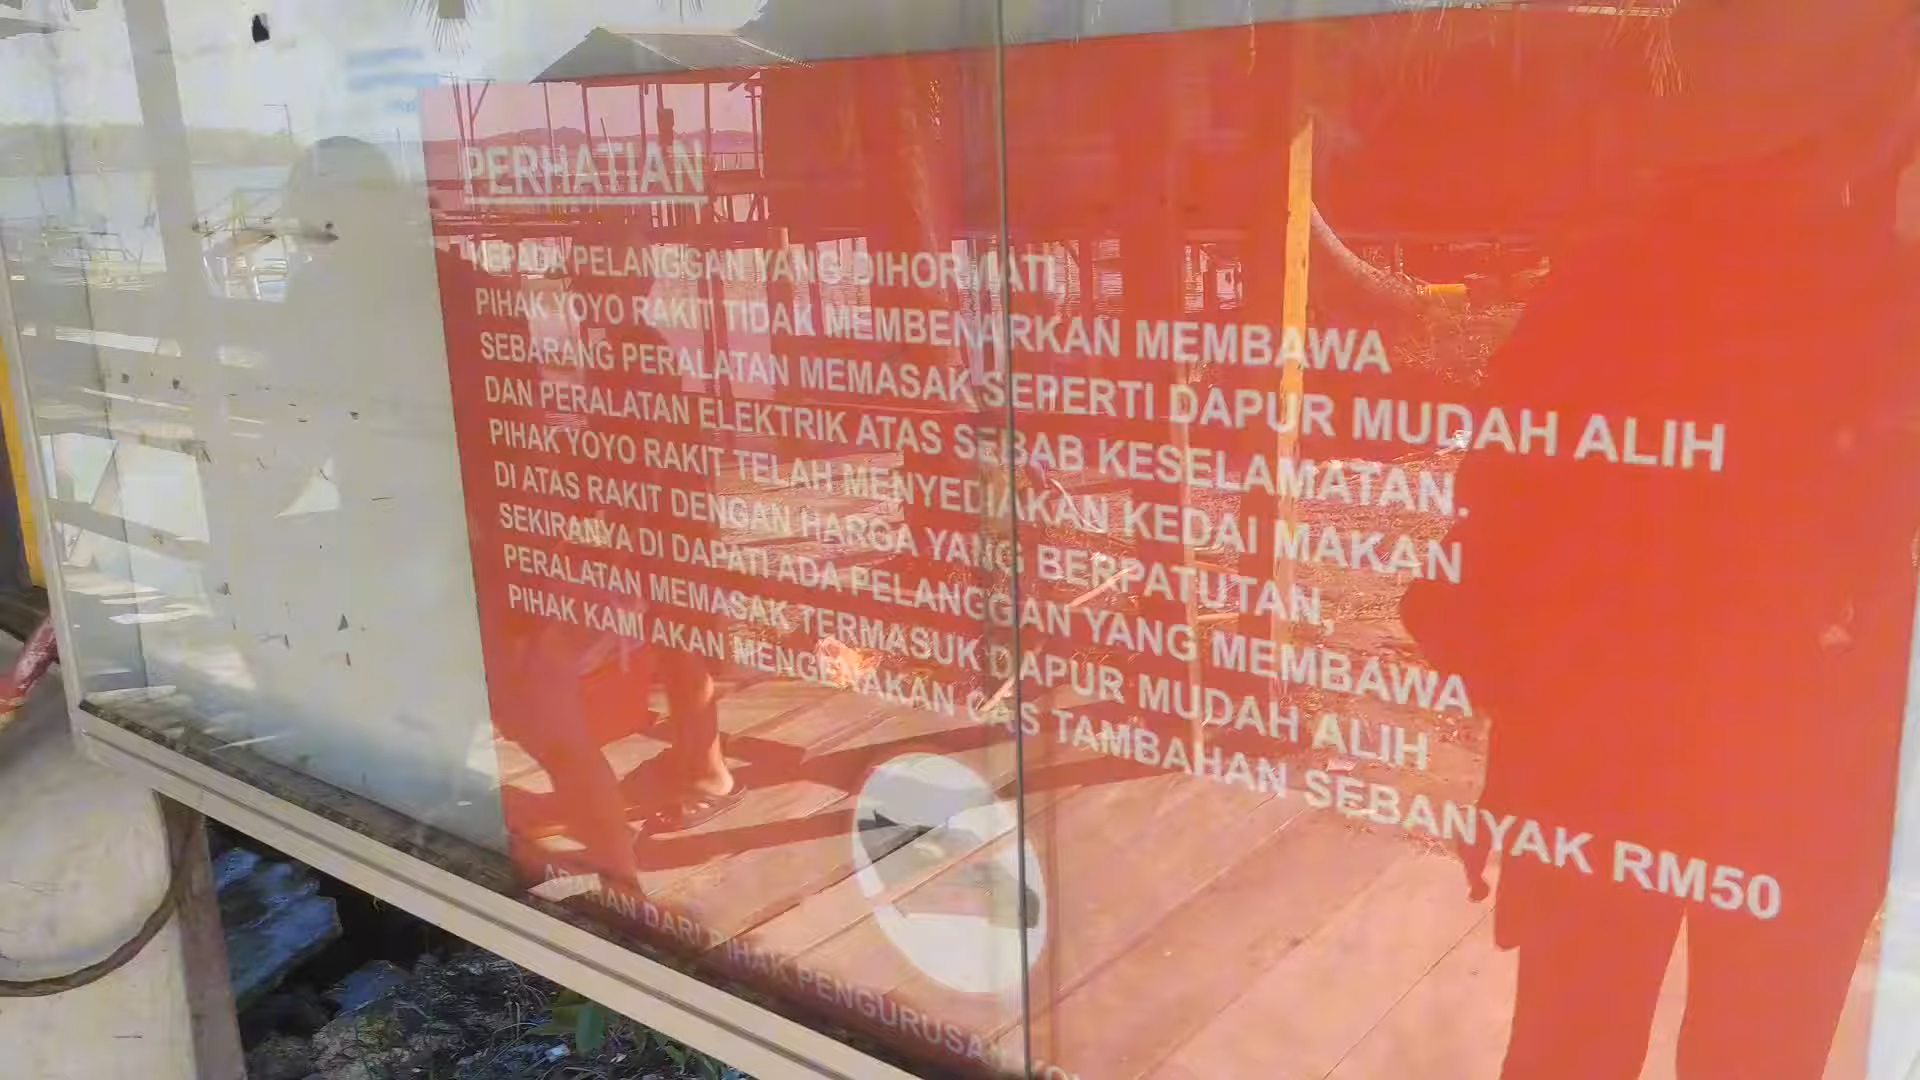 PERHATIAN
KEPADA PELANGGAN YANG DIHORMATI,
PIHAK YOYO RAKIT TIDAK MEMBENARKAN MEMBAWA
SEBARANG PERALATAN MEMASAK SEPERTI DAPUR MUDAH ALIH
DAN PERALATAN ELEKTRIK ATAS SEBAB KESELAMATAN.
PIHAK YOYO RAKIT TELAH MENYEDIAKAN KEDAI MAKAN
DI ATAS RAKIT DENGAN HARGA YANG BERPATUTAN,
SEKIRANYA DI DAPATI ADA PELANGGAN YANG MEMBAWA
PERALATAN MEMASAK TERMASUK DAPUR MUDAH ALIH
PIHAK KAMI AKAN MENGENAKAN CAS TAMBAHAN SEBANYAK RM50
ARAHAN DARI PIHAK PENGURUSAN